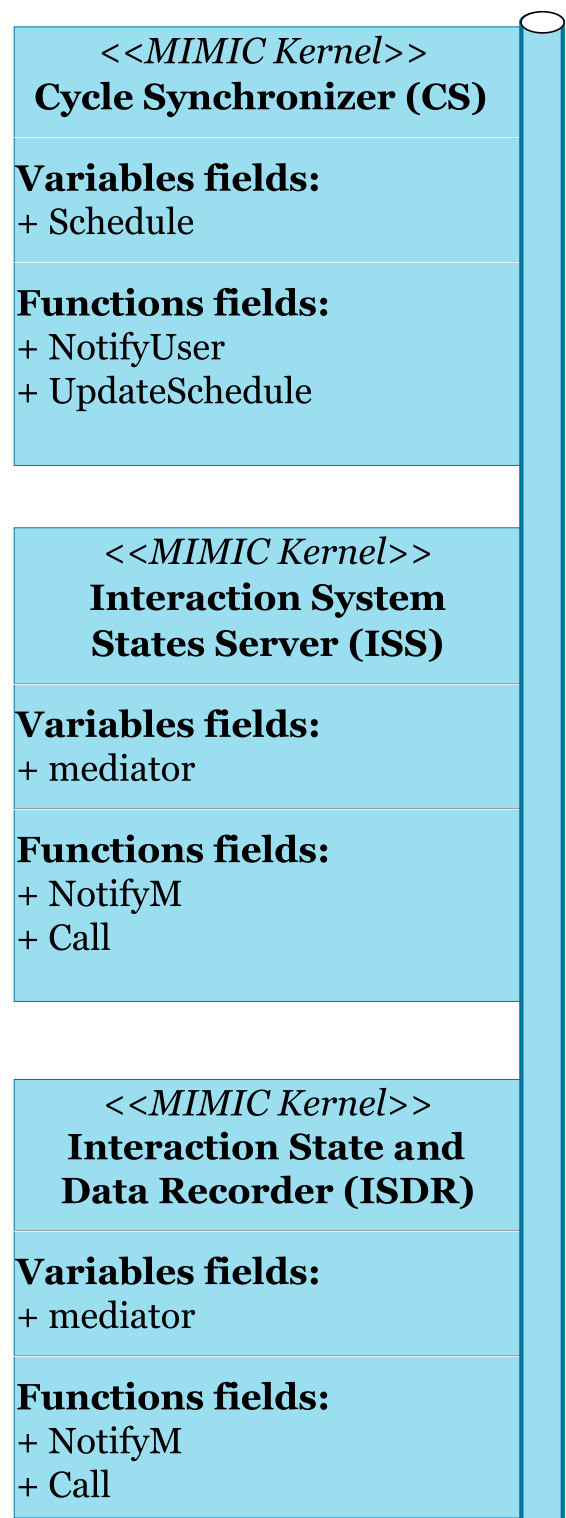 <<MIMIC Kernel>>
Cycle Synchronizer (CS)
Variables fields:
+ Schedule
Functions fields:
+ NotifyUser
+ UpdateSchedule
<<MIMIC Kernel>>
Interaction System
States Server (ISS)
Variables fields:
+ mediator
Functions fields:
+ NotifyM
+ Call
<<MIMIC Kernel>>
Interaction State and
Data Recorder (ISDR)
Variables fields:
+ mediator
Functions fields:
+ NotifyM
+ Call